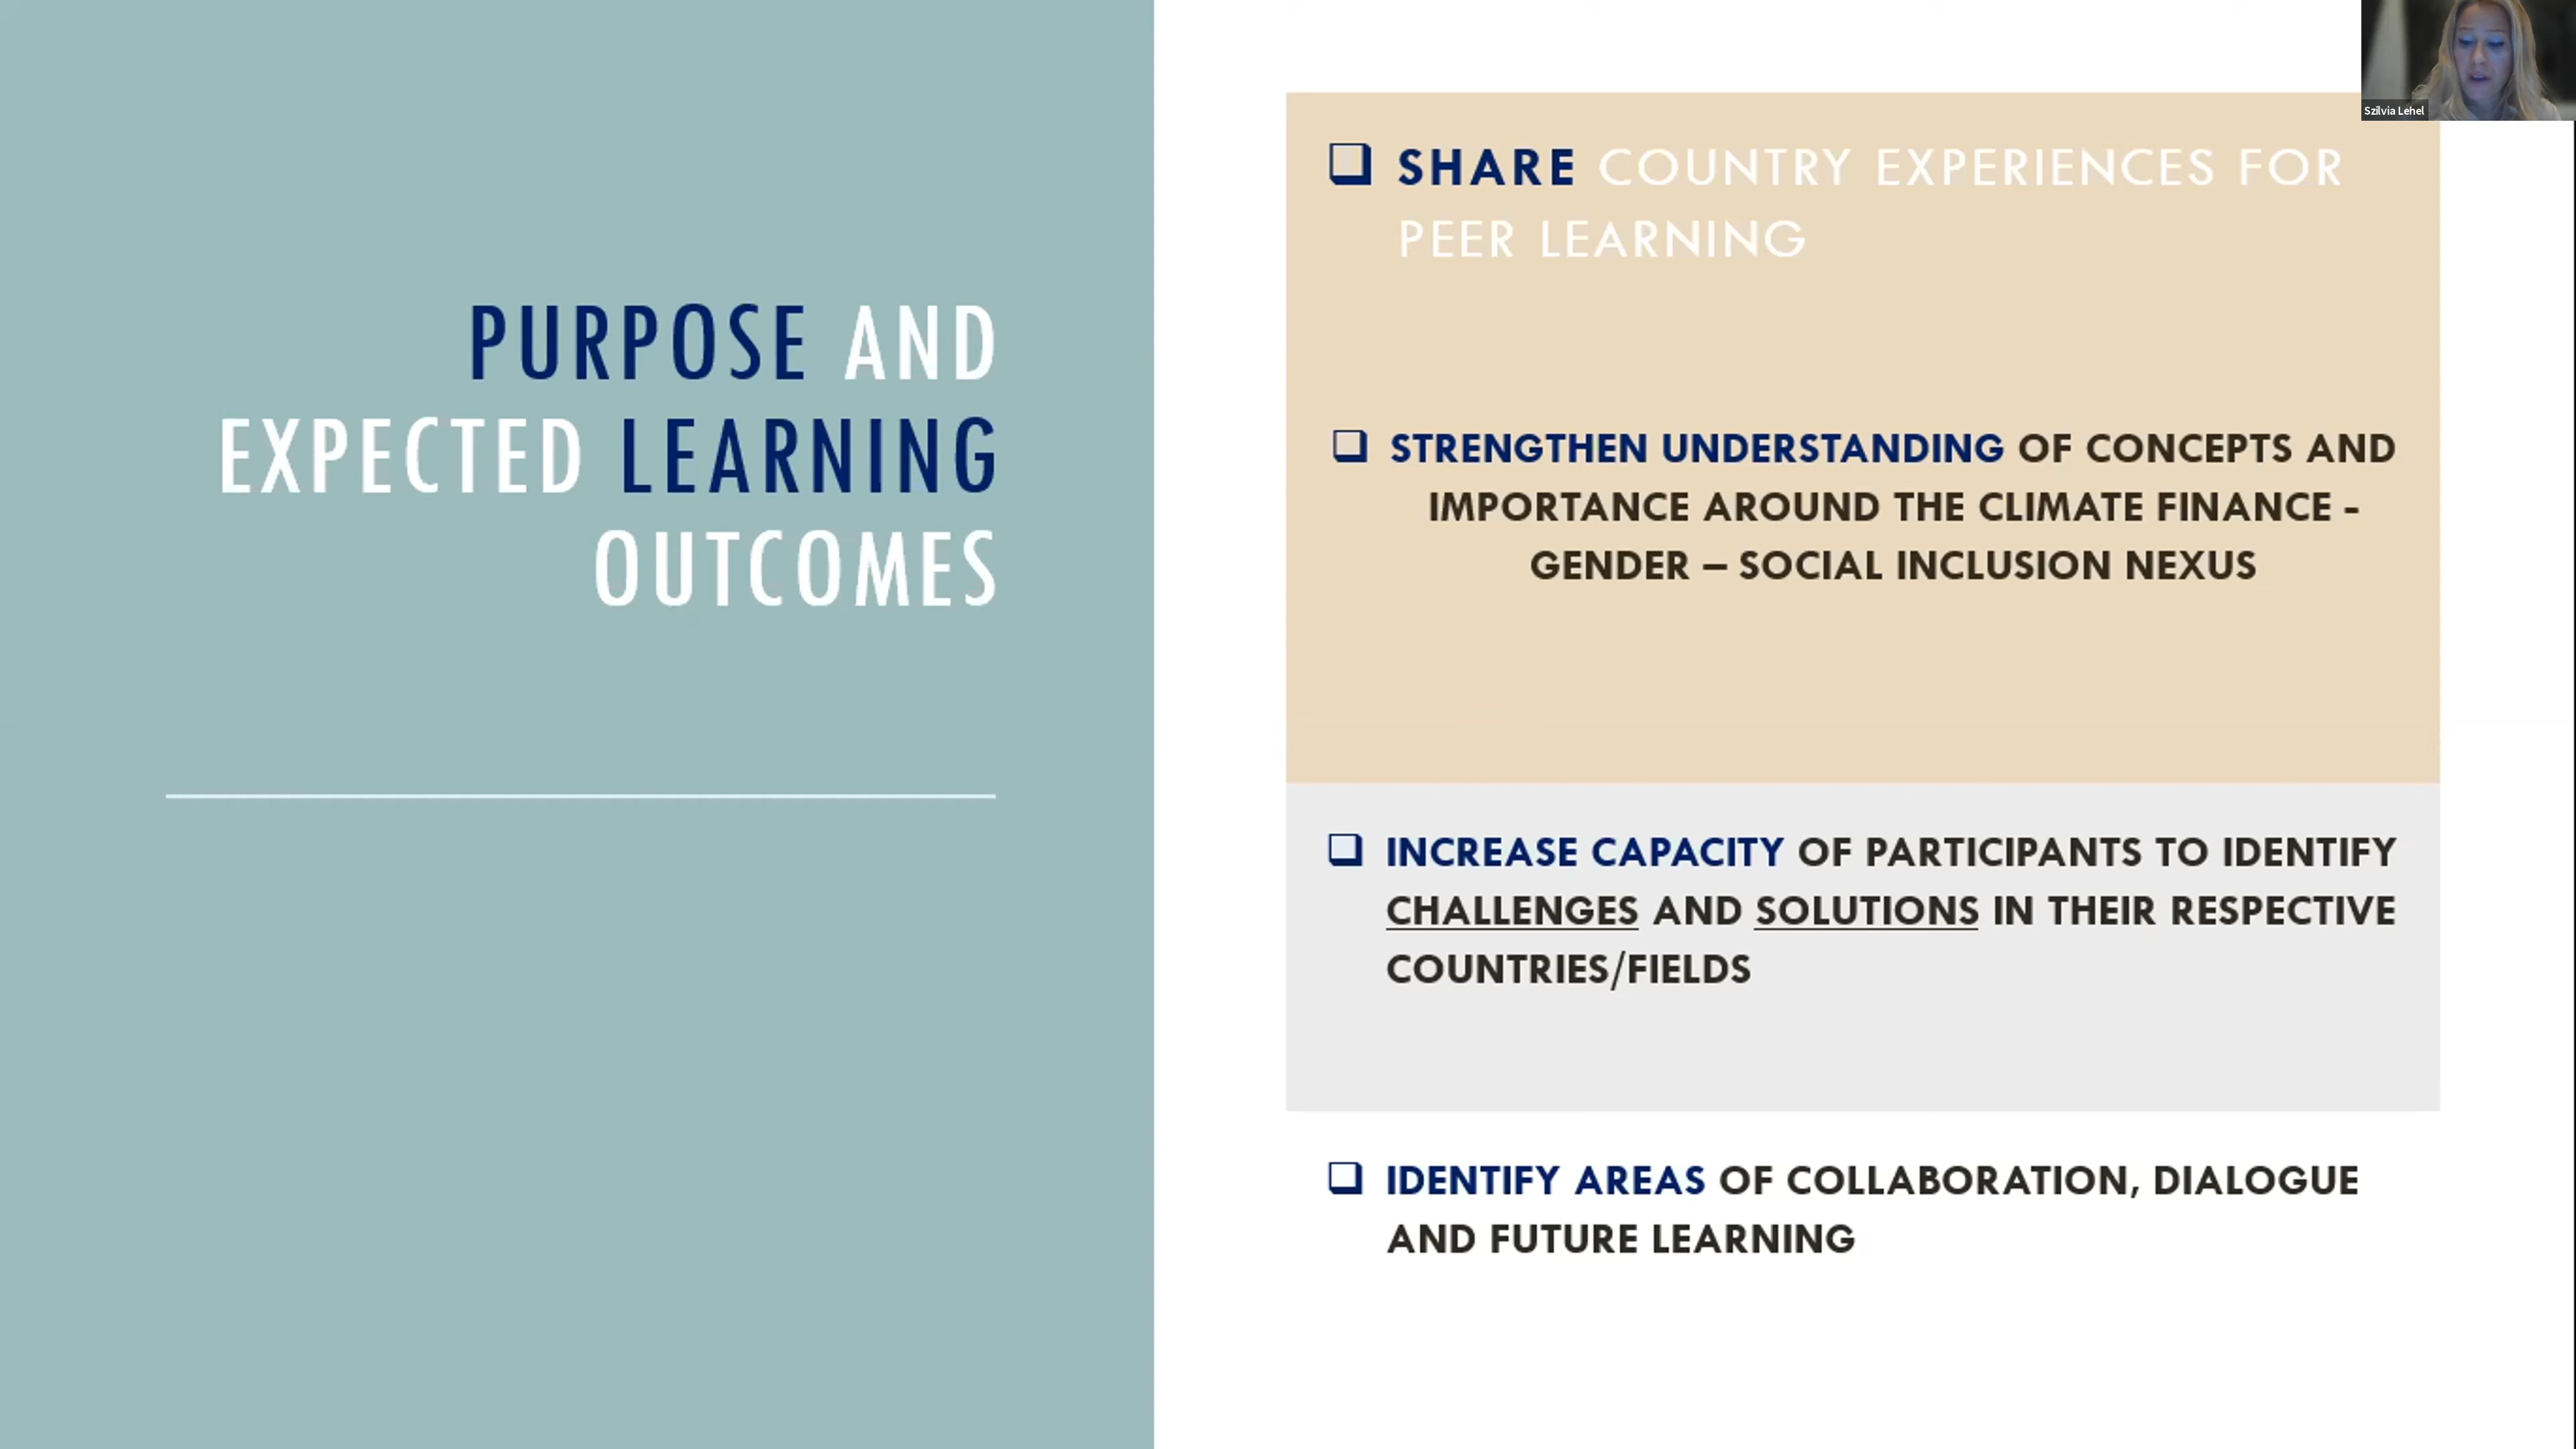 PURPOSE AND
EXPECTED LEARNING
OUTCOMES
❑ SHARE COUNTRY EXPERIENCES FOR
PEER LEARNING
❑ STRENGTHEN UNDERSTANDING OF CONCEPTS AND
IMPORTANCE AROUND THE CLIMATE FINANCE -
GENDER – SOCIAL INCLUSION NEXUS
❑ INCREASE CAPACITY OF PARTICIPANTS TO IDENTIFY
CHALLENGES AND SOLUTIONS IN THEIR RESPECTIVE
COUNTRIES/FIELDS
❑ IDENTIFY AREAS OF COLLABORATION, DIALOGUE
AND FUTURE LEARNING
Szilvia Lehel